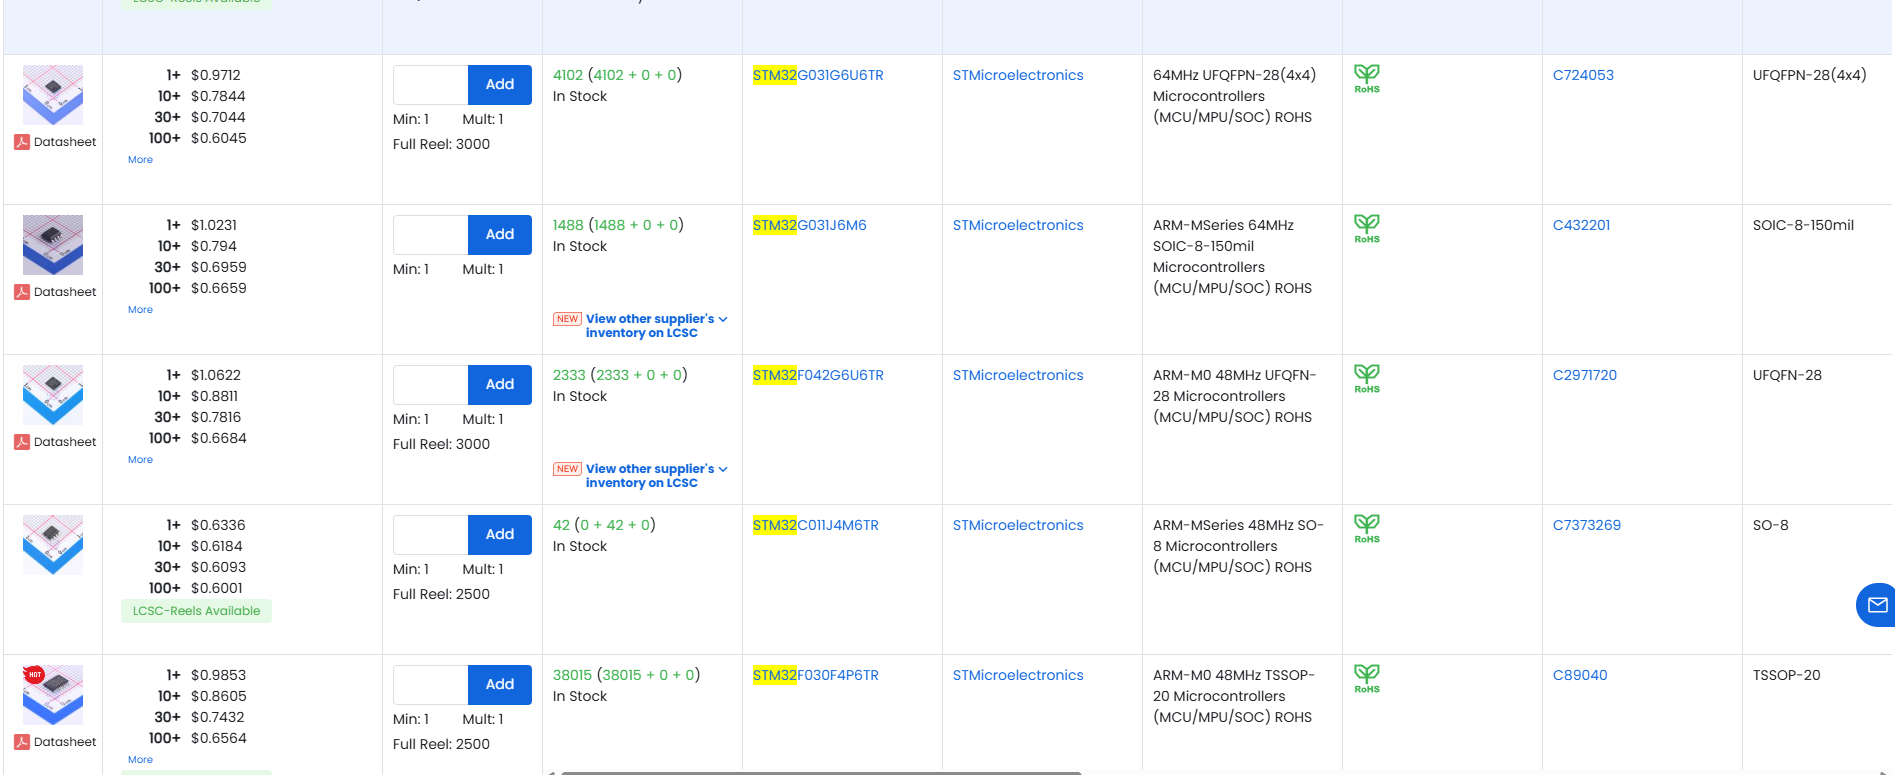 LCSC-Reels Available
1+ $0.9712
10+ $0.7844
30+ $0.7044
100+ $0.6045
More
Datasheet
Add
Min: 1 Mult: 1
Full Reel: 3000
4102 (4102 + 0 + 0)
In Stock
STM32G031G6U6TR
STMicroelectronics
64MHz UFQFPN-28(4x4)
Microcontrollers
(MCU/MPU/SOC) ROHS
RoHS
C724053
UFQFPN-28(4x4)
1+ $1.0231
10+ $0.794
30+ $0.6959
100+ $0.6659
More
Datasheet
Add
Min: 1 Mult: 1
1488 (1488 + 0 + 0)
In Stock
NEW View other supplier's
inventory on LCSC
STM32G031J6M6
STMicroelectronics
ARM-MSeries 64MHz
SOIC-8-150mil
Microcontrollers
(MCU/MPU/SOC) ROHS
RoHS
C432201
SOIC-8-150mil
1+ $1.0622
10+ $0.8811
30+ $0.7816
100+ $0.6684
More
Datasheet
Add
Min: 1 Mult: 1
Full Reel: 3000
2333 (2333 + 0 + 0)
In Stock
NEW View other supplier's
inventory on LCSC
STM32F042G6U6TR
STMicroelectronics
ARM-M0 48MHz UFQFN-
28 Microcontrollers
(MCU/MPU/SOC) ROHS
RoHS
C2971720
UFQFN-28
1+ $0.6336
10+ $0.6184
30+ $0.6093
100+ $0.6001
LCSC-Reels Available
Add
Min: 1 Mult: 1
Full Reel: 2500
42 (0 + 42 + 0)
In Stock
STM32C011J4M6TR
STMicroelectronics
ARM-MSeries 48MHz SO-
8 Microcontrollers
(MCU/MPU/SOC) ROHS
RoHS
C7373269
SO-8
HOT
1+ $0.9853
10+ $0.8605
30+ $0.7432
100+ $0.6564
More
Datasheet
Add
Min: 1 Mult: 1
Full Reel: 2500
38015 (38015 + 0 + 0)
In Stock
STM32F030F4P6TR
STMicroelectronics
ARM-M0 48MHz TSSOP-
20 Microcontrollers
(MCU/MPU/SOC) ROHS
RoHS
C89040
TSSOP-20